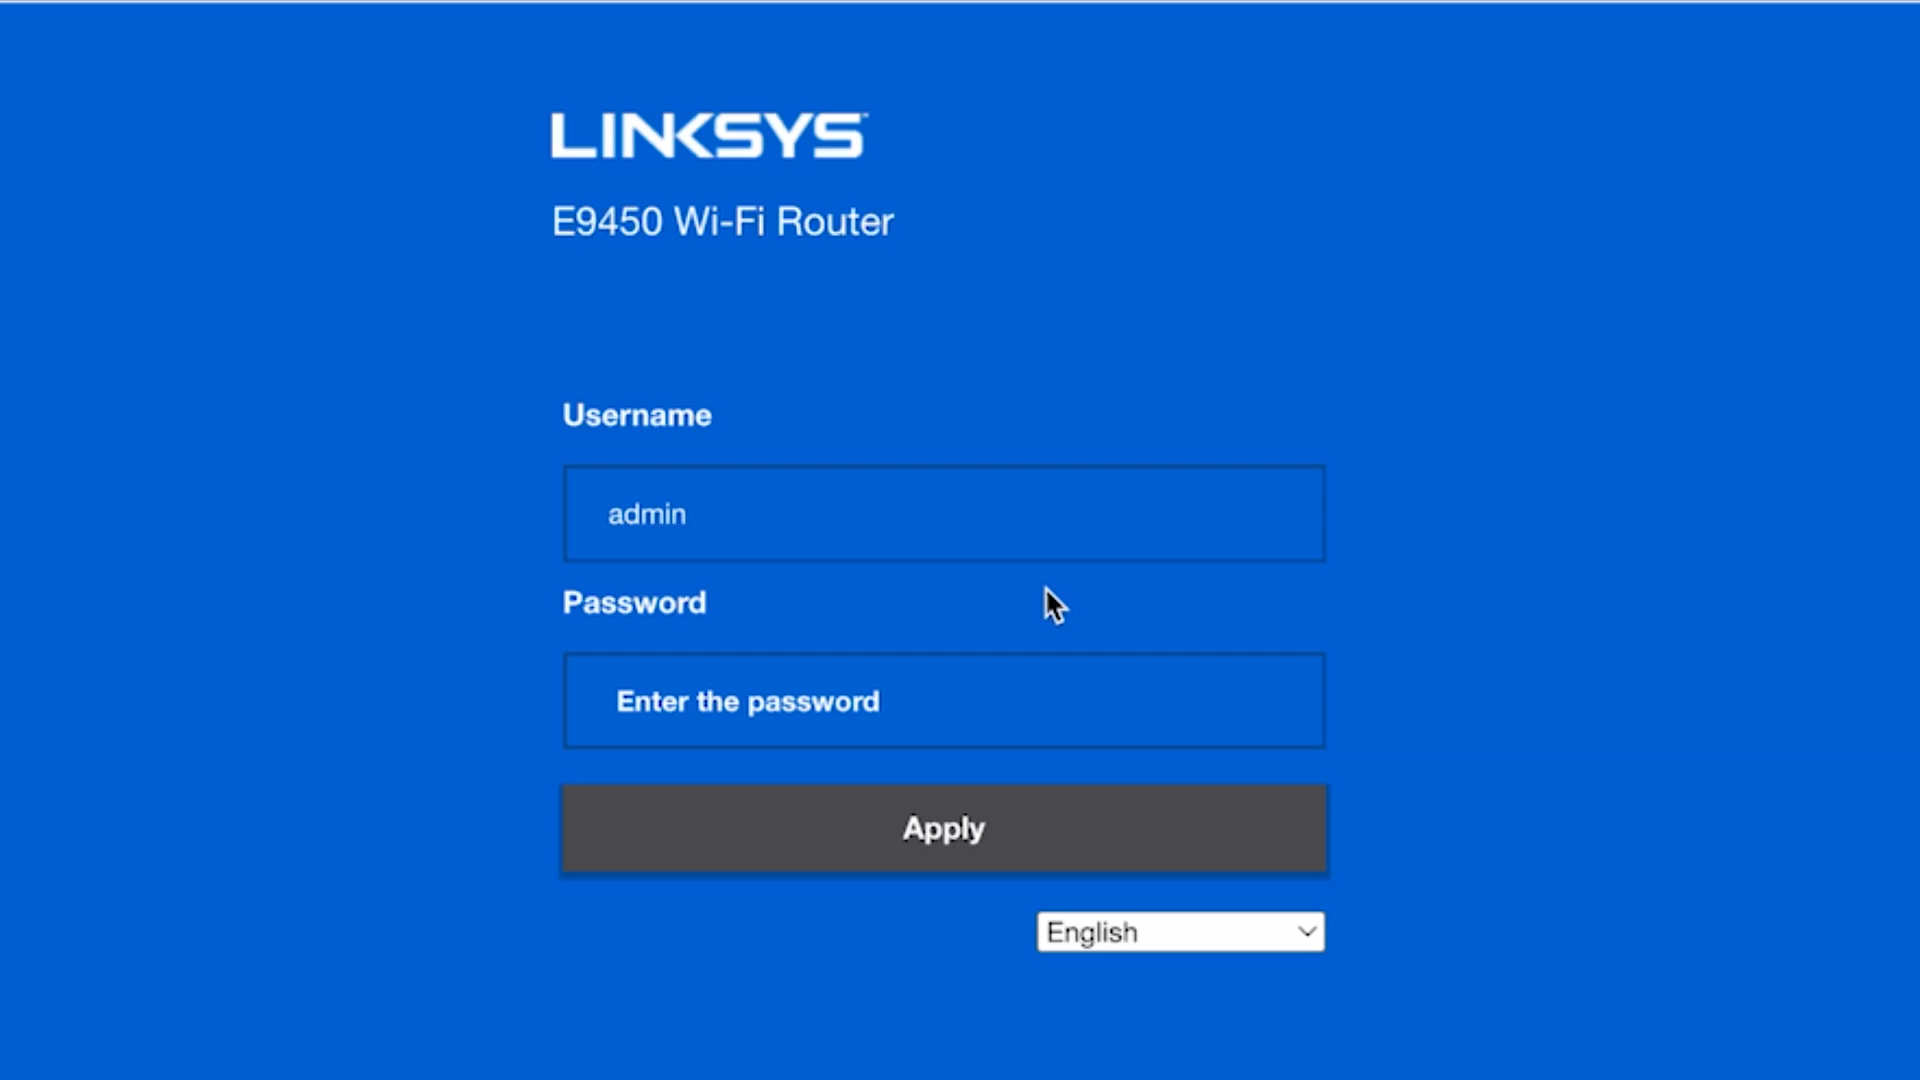 LINKSYS
E9450 Wi-Fi Router
Username
admin
Password
Enter the password
Apply
English